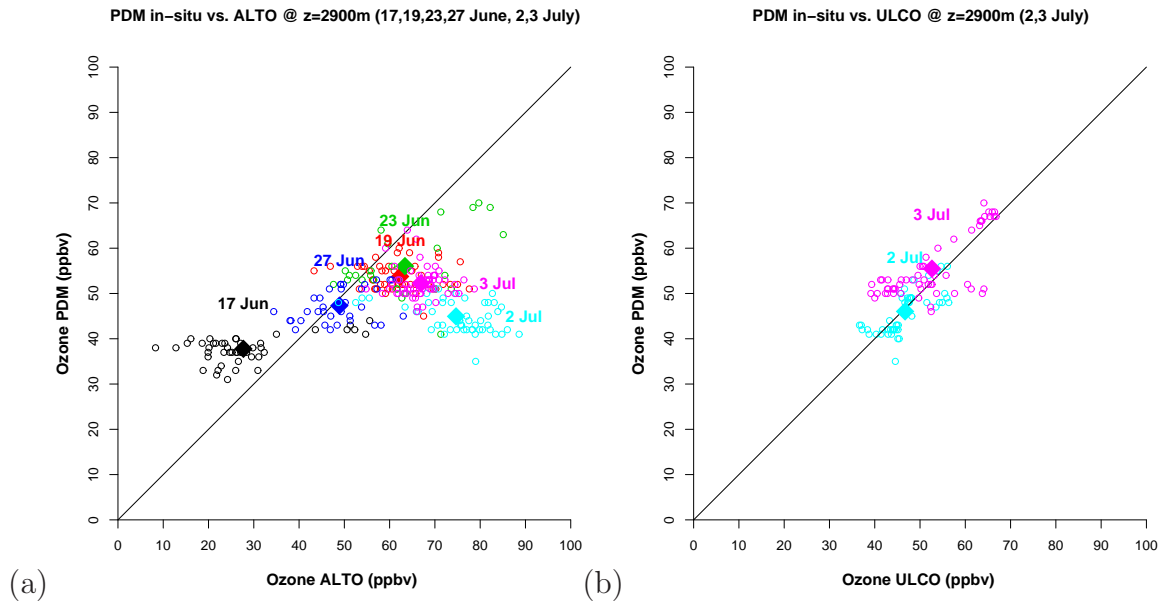 PDM in-situ vs. ALTO @ z=2900m (17,19,23,27 June, 2,3 July)
Ozone PDM (ppbv)
0 10 20 30 40 50 60 70 80 90 100
23 Jun
19 Jun
27 Jun
3 Jul
17 Jun
2 Jul
0 10 20 30 40 50 60 70 80 90 100
Ozone ALTO (ppbv)
(a)
PDM in-situ vs. ULCO @ z=2900m (2,3 July)
Ozone PDM (ppbv)
0 10 20 30 40 50 60 70 80 90 100
3 Jul
2 Jul
0 10 20 30 40 50 60 70 80 90 100
Ozone ULCO (ppbv)
(b)